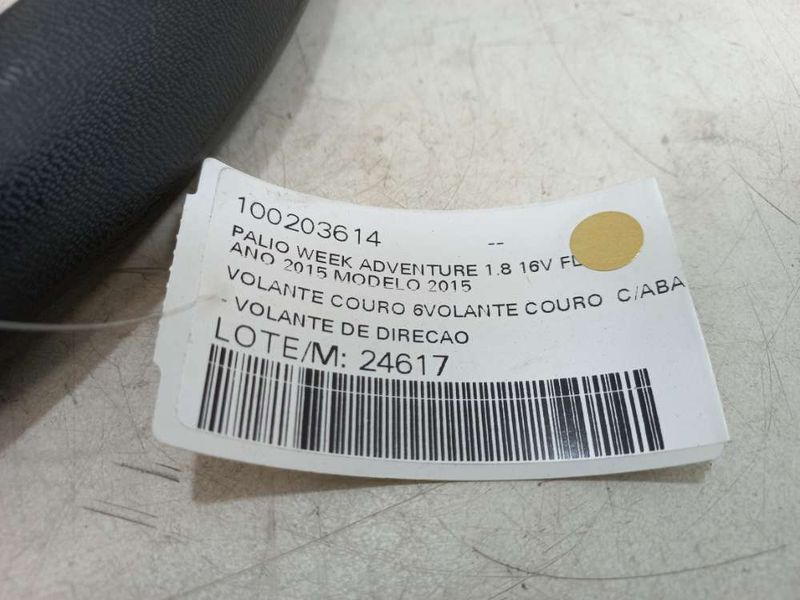 100203614 --
PALIO WEEK ADVENTURE 1.8 16V
ANO 2015 MODELO 2015
VOLANTE COURO 6VOLANTE COURO C/ABA
- VOLANTE DE DIRECAO
LOTE/M: 24617